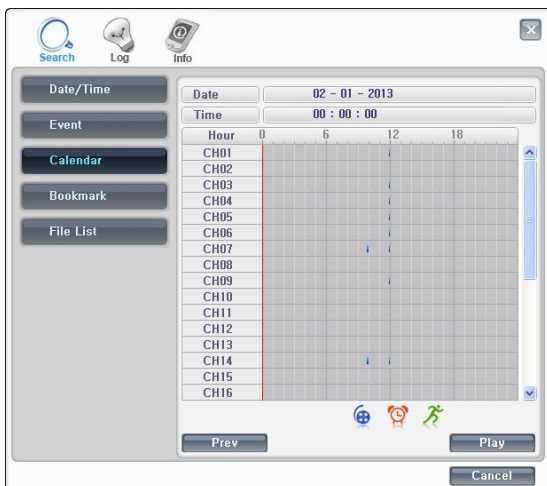 Search Log Info
Date/Time
Event
Calendar
Bookmark
File List
Date 02 - 01 - 2013
Time 00 : 00 : 00
Hour 0 6 12 18
CH01
CH02
CH03
CH04
CH05
CH06
CH07
CH08
CH09
CH10
CH11
CH12
CH13
CH14
CH15
CH16
Prev Play
Cancel